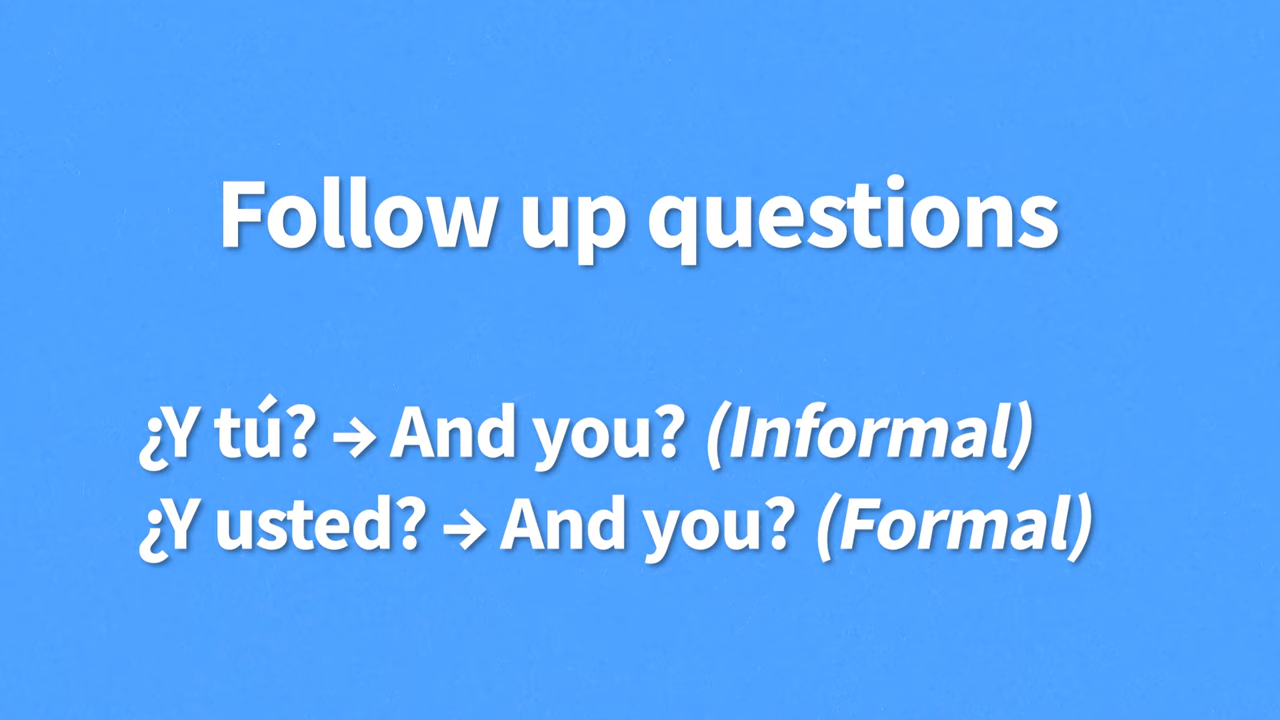 Follow up questions
¿Y tú? → And you? (Informal)
¿Y usted? → And you? (Formal)